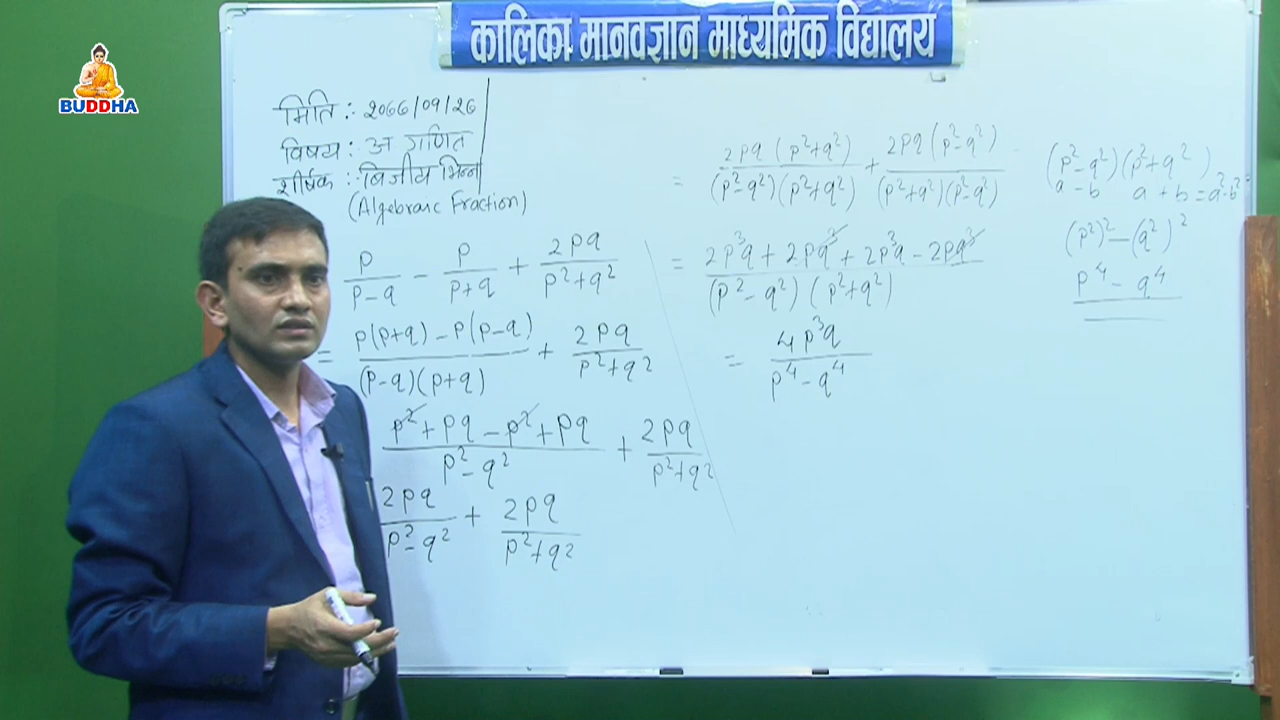 BUDDHA
कालिका मानवज्ञान माध्यमिक विद्यालय
मिति :- २०७७/०९/२७
विषय : अ गणित
शीर्षक : बिजीय भिन्न
(Algebraic Fraction)
p/(p-q) - p/(p+q) + 2pq/(p²+q²)
= (p(p+q) - p(p-q))/((p-q)(p+q)) + 2pq/(p²+q²)
(p²+pq-p²+pq)/(p²-q²) + 2pq/(p²+q²)
2pq/(p²-q²) + 2pq/(p²+q²)
= 2pq(p²+q²)/((p²-q²)(p²+q²)) + 2pq(p²-q²)/((p²+q²)(p²-q²))
= (2p³q + 2pq³ + 2p³q - 2pq³)/((p²-q²)(p²+q²))
= 4p³q/(p⁴-q⁴)
(p²-q²)(p²+q²)
a - b a + b = a²-b²
(p²)² - (q²)²
p⁴ - q⁴